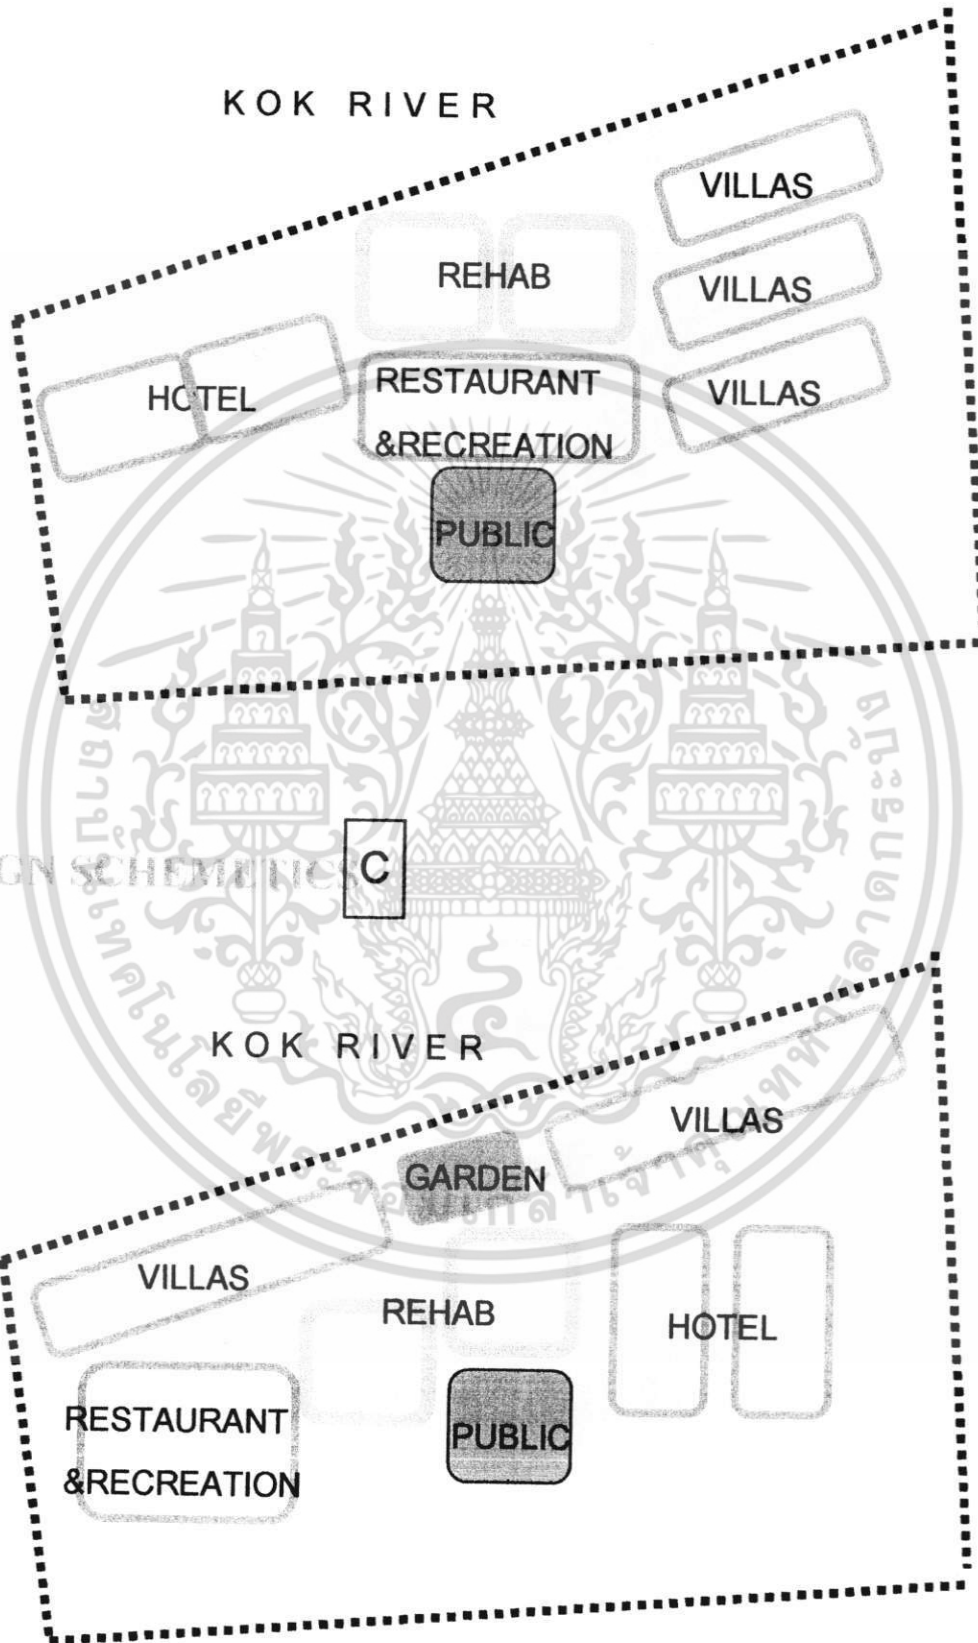 KOK RIVER
VILLAS
REHAB
VILLAS
HOTEL
RESTAURANT
&RECREATION
VILLAS
PUBLIC
C
KOK RIVER
VILLAS
GARDEN
VILLAS
REHAB
HOTEL
RESTAURANT
&RECREATION
PUBLIC